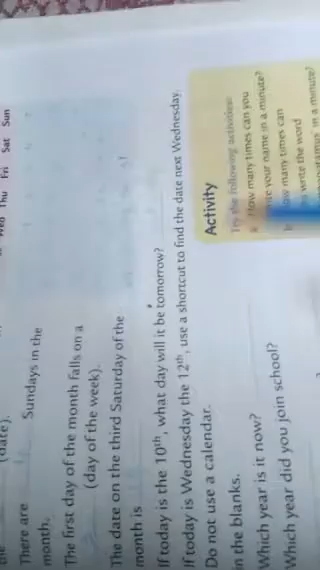 Wed Thu Fri Sat Sun
the (date).
There are Sundays in the
month.
The first day of the month falls on a
(day of the week).
The date on the third Saturday of the
month is
If today is the 10th, what day will it be tomorrow?
If today is Wednesday the 12th, use a shortcut to find the date next Wednesday.
Do not use a calendar.
in the blanks.
Which year is it now?
Which year did you join school?
Activity
Try the following activities:
a How many times can you
your name in a minute?
many times can
write the word
in a minute?